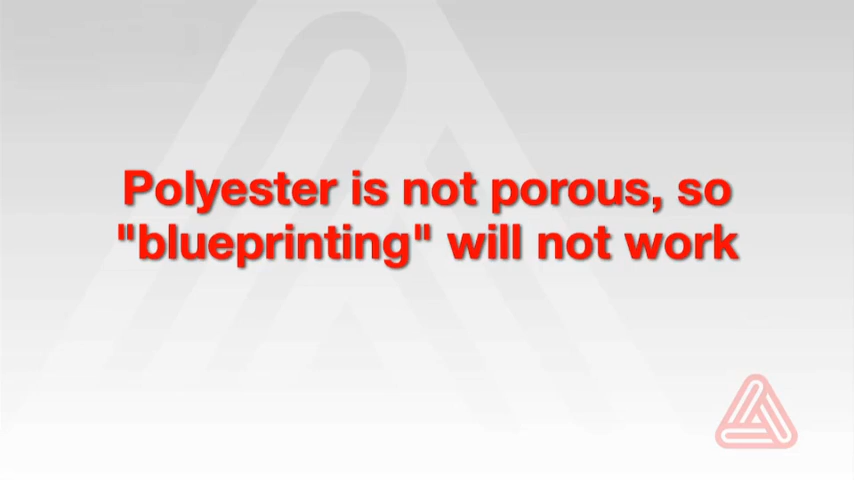 Polyester is not porous, so
"blueprinting" will not work